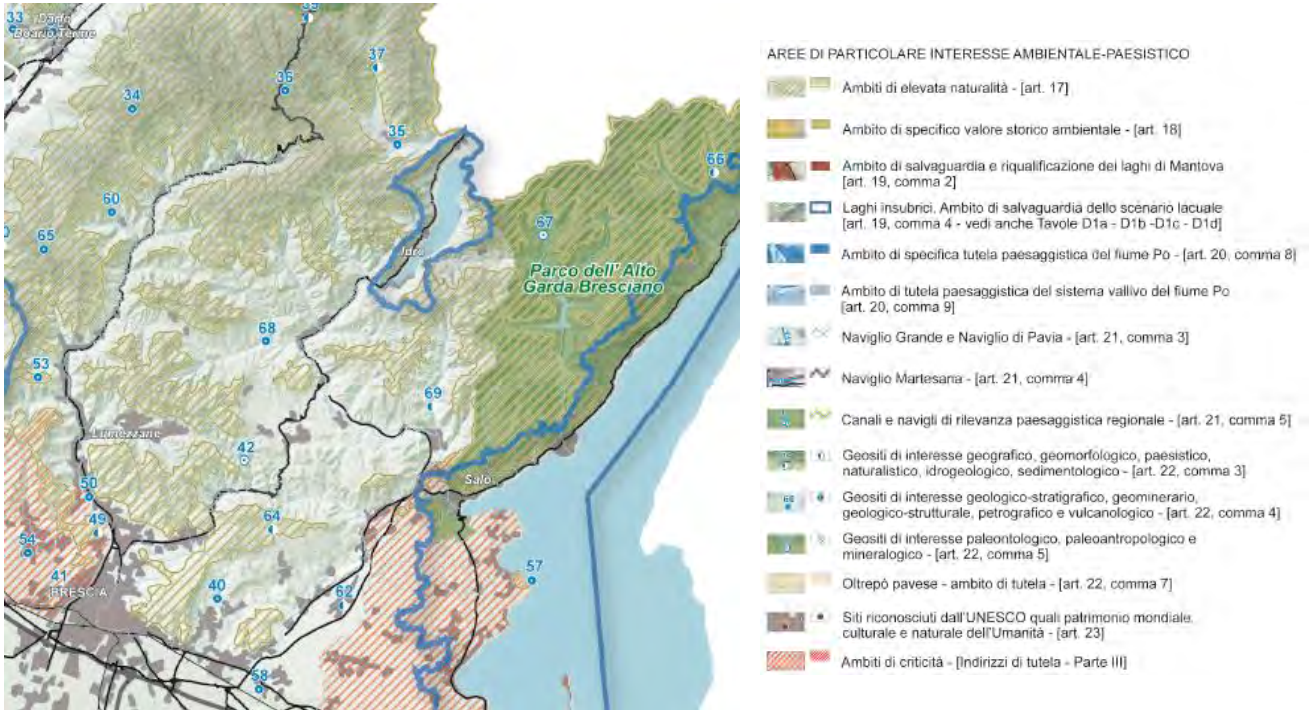 33
Darfo
Boario Terme
37
36
34
35
66
60
67
65
Idro
Parco dell' Alto
Garda Bresciano
68
53
69
Lumezzane
42
Salò
50
64
49
54
57
41
BRESCIA
40
62
58
AREE DI PARTICOLARE INTERESSE AMBIENTALE-PAESISTICO
Ambiti di elevata naturalità - [art. 17]
Ambito di specifico valore storico ambientale - [art. 18]
Ambito di salvaguardia e riqualificazione dei laghi di Mantova
[art. 19, comma 2]
Laghi insubrici. Ambito di salvaguardia dello scenario lacuale
[art. 19, comma 4 - vedi anche Tavole D1a - D1b -D1c - D1d]
Ambito di specifica tutela paesaggistica del fiume Po - [art. 20, comma 8]
Ambito di tutela paesaggistica del sistema vallivo del fiume Po
[art. 20, comma 9]
Naviglio Grande e Naviglio di Pavia - [art. 21, comma 3]
Naviglio Martesana - [art. 21, comma 4]
Canali e navigli di rilevanza paesaggistica regionale - [art. 21, comma 5]
Geositi di interesse geografico, geomorfologico, paesistico,
naturalistico, idrogeologico, sedimentologico - [art. 22, comma 3]
Geositi di interesse geologico-stratigrafico, geominerario,
geologico-strutturale, petrografico e vulcanologico - [art. 22, comma 4]
Geositi di interesse paleontologico, paleoantropologico e
mineralogico - [art. 22, comma 5]
Oltrepò pavese - ambito di tutela - [art. 22, comma 7]
Siti riconosciuti dall'UNESCO quali patrimonio mondiale,
culturale e naturale dell'Umanità - [art. 23]
Ambiti di criticità - [Indirizzi di tutela - Parte III]